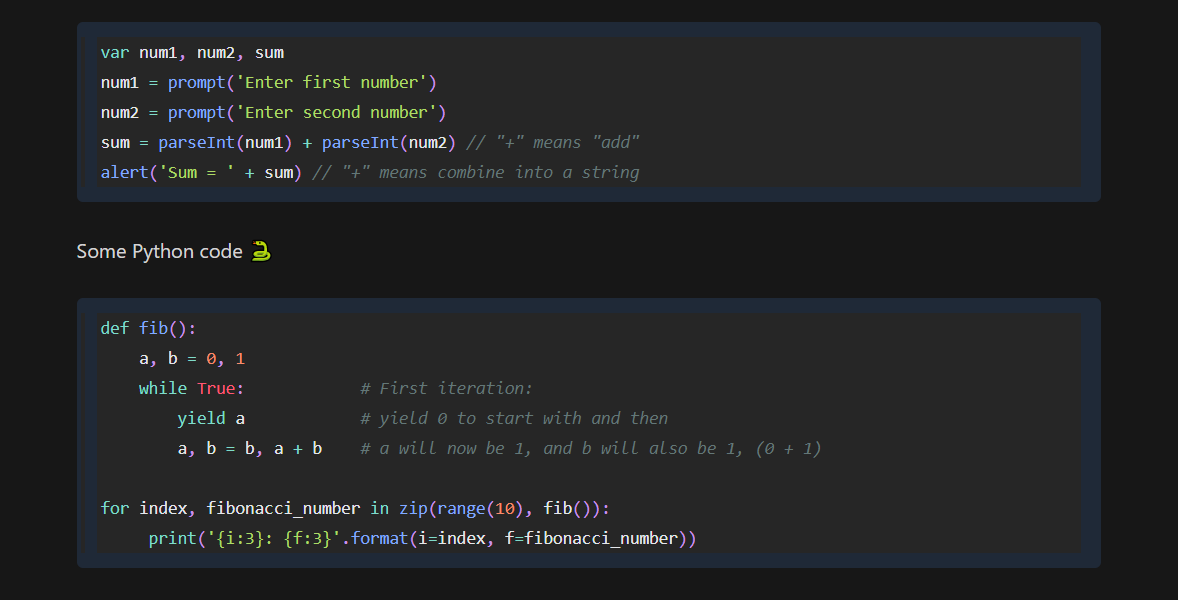 var num1, num2, sum
num1 = prompt('Enter first number')
num2 = prompt('Enter second number')
sum = parseInt(num1) + parseInt(num2) // "+" means "add"
alert('Sum = ' + sum) // "+" means combine into a string
Some Python code 🐍
def fib():
    a, b = 0, 1
    while True:            # First iteration:
        yield a            # yield 0 to start with and then
        a, b = b, a + b    # a will now be 1, and b will also be 1, (0 + 1)
for index, fibonacci_number in zip(range(10), fib()):
     print('{i:3}: {f:3}'.format(i=index, f=fibonacci_number))